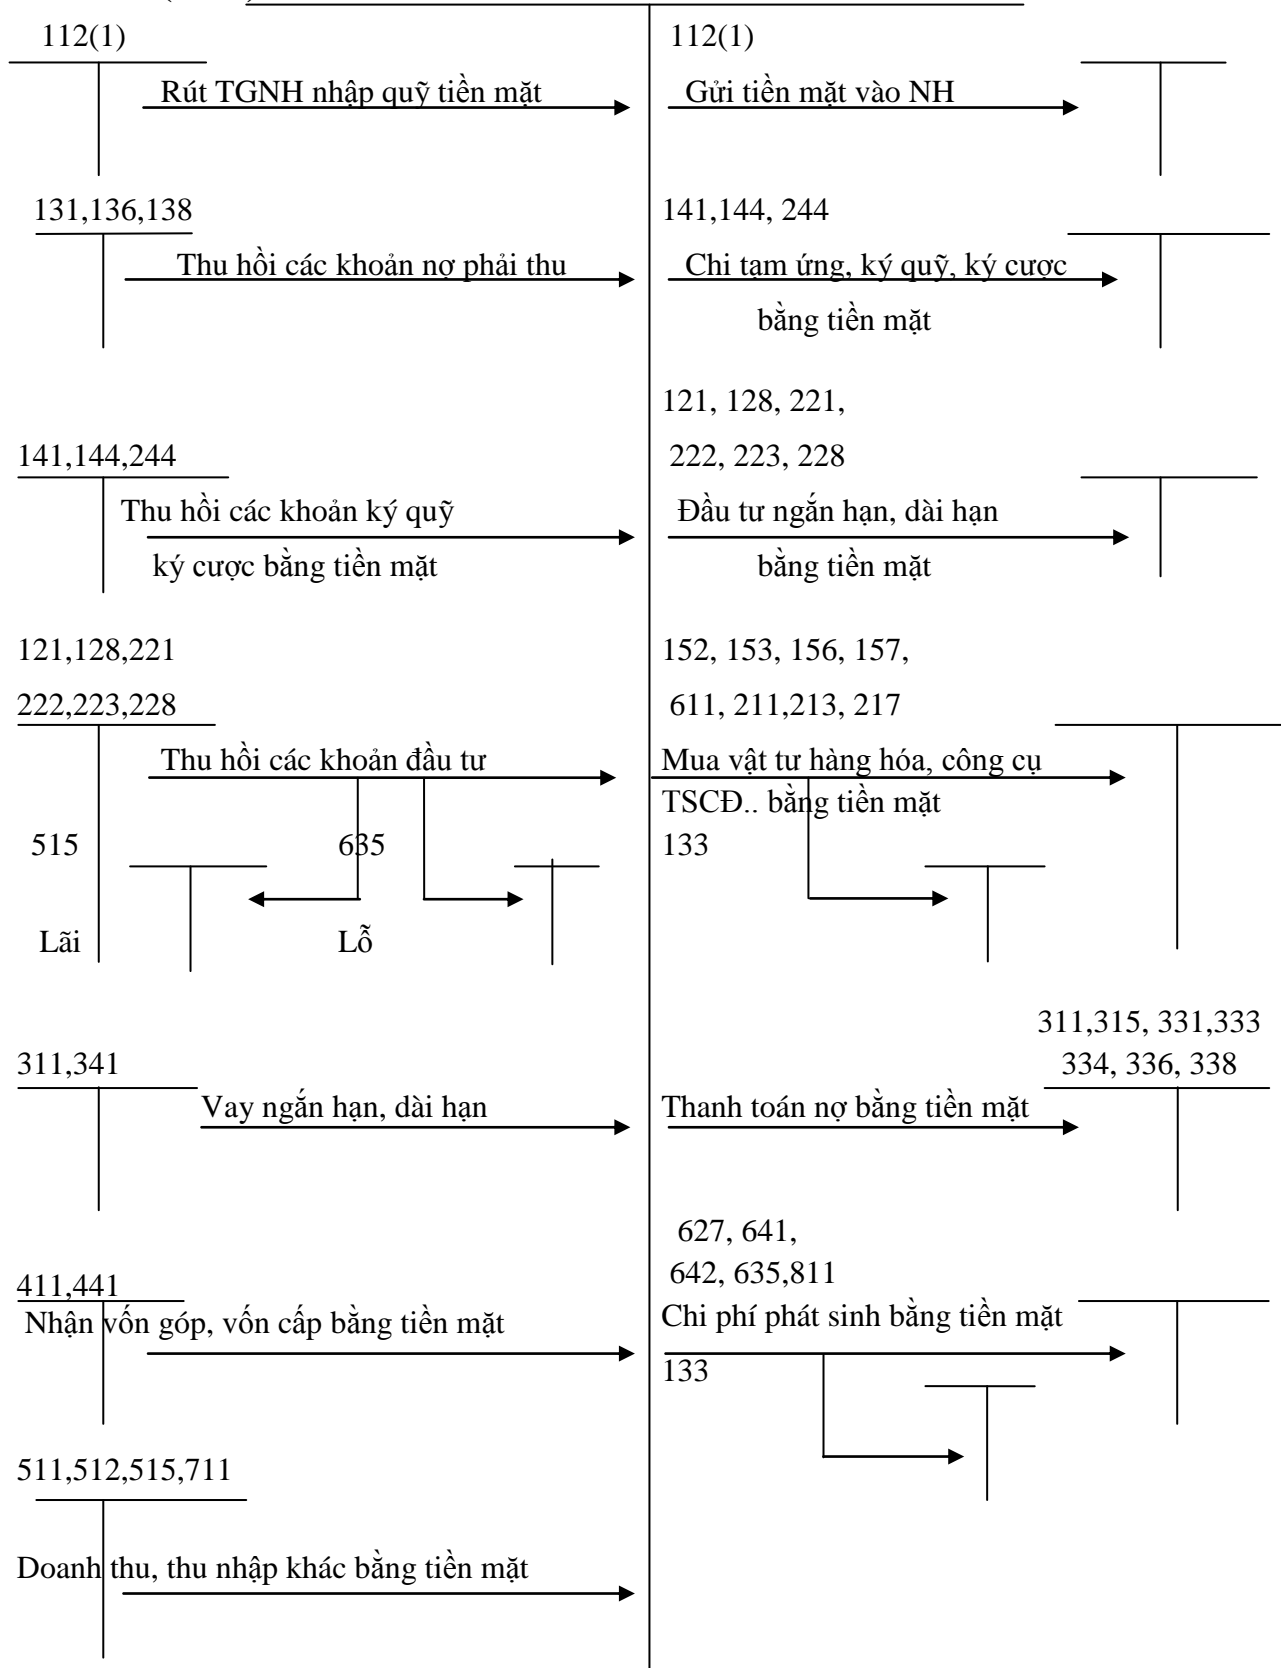 112(1)
112(1)
Rút TGNH nhập quỹ tiền mặt
Gửi tiền mặt vào NH
131,136,138
141,144, 244
Thu hồi các khoản nợ phải thu
Chi tạm ứng, ký quỹ, ký cược
bằng tiền mặt
121, 128, 221,
141,144,244
222, 223, 228
Thu hồi các khoản ký quỹ
Đầu tư ngắn hạn, dài hạn
ký cược bằng tiền mặt
bằng tiền mặt
121,128,221
152, 153, 156, 157,
222,223,228
611, 211,213, 217
Thu hồi các khoản đầu tư
Mua vật tư hàng hóa, công cụ
TSCĐ.. bằng tiền mặt
515
635
133
Lãi
Lỗ
311,315, 331,333
311,341
334, 336, 338
Vay ngắn hạn, dài hạn
Thanh toán nợ bằng tiền mặt
627, 641,
411,441
642, 635,811
Nhận vốn góp, vốn cấp bằng tiền mặt
Chi phí phát sinh bằng tiền mặt
133
511,512,515,711
Doanh thu, thu nhập khác bằng tiền mặt